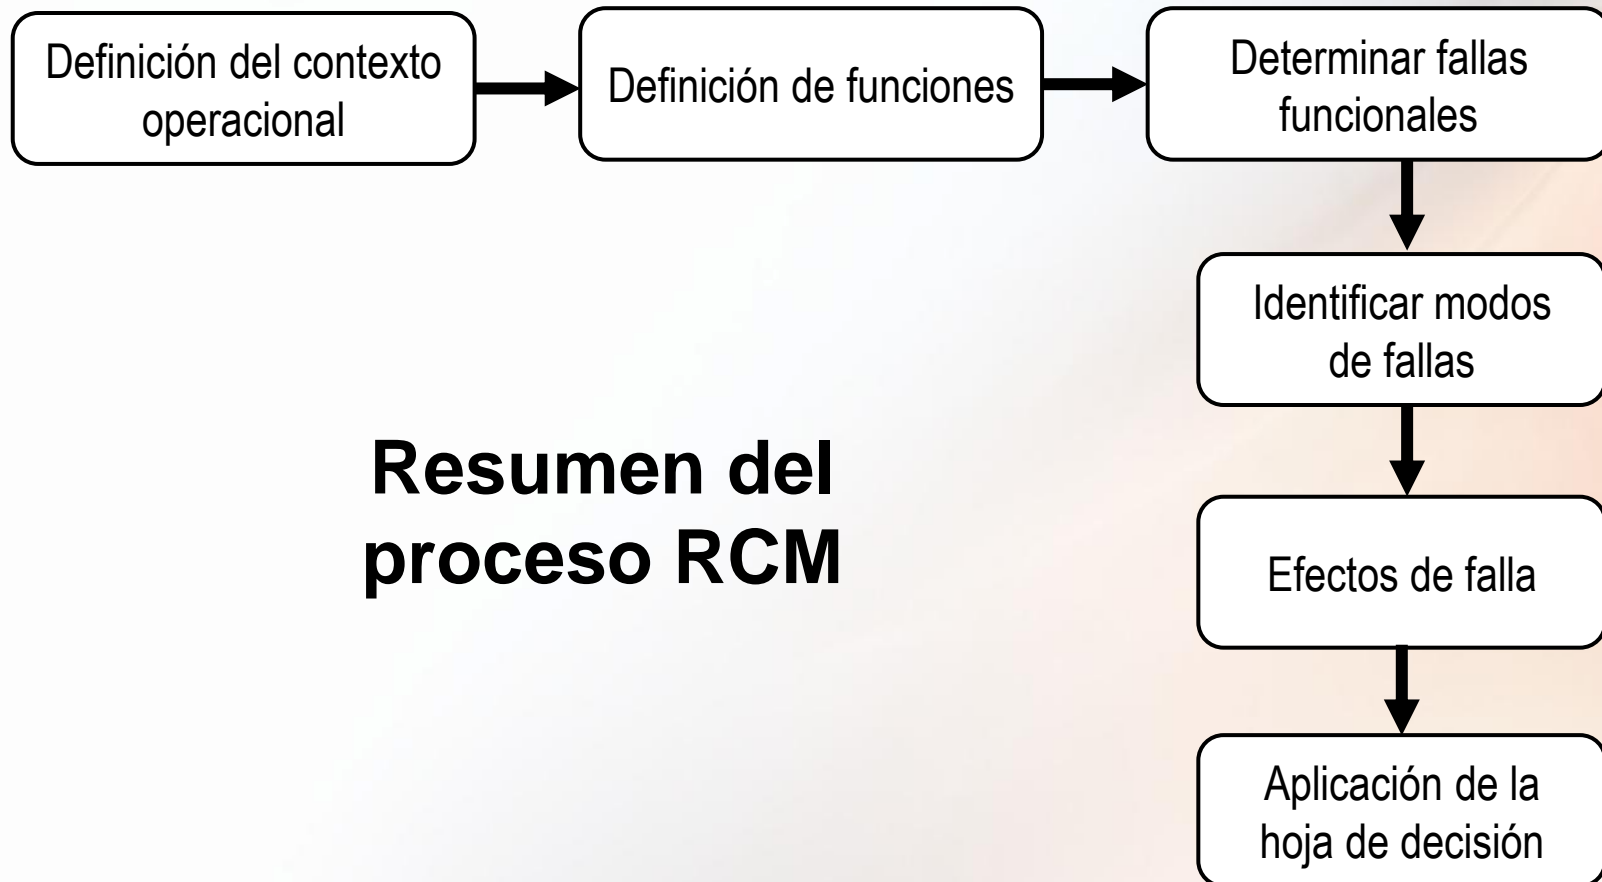 Definición del contexto
operacional
Definición de funciones
Determinar fallas
funcionales
Identificar modos
de fallas
Resumen del
proceso RCM
Efectos de falla
Aplicación de la
hoja de decisión